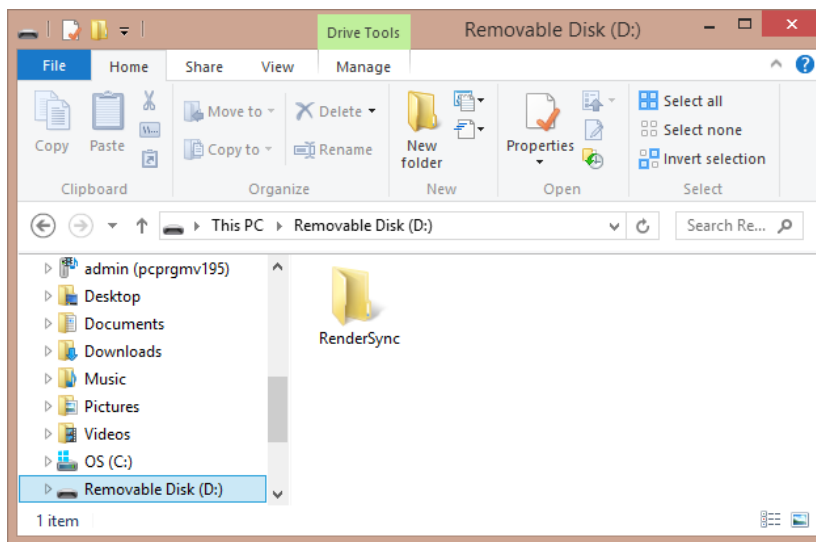 Drive Tools
Removable Disk (D:)
File
Home
Share
View
Manage
Copy
Paste
Move to
Copy to
Delete
Rename
New
folder
Properties
Select all
Select none
Invert selection
Clipboard
Organize
New
Open
Select
This PC
Removable Disk (D:)
Search Re...
admin (pcprgmv195)
Desktop
Documents
Downloads
Music
Pictures
Videos
OS (C:)
Removable Disk (D:)
RenderSync
1 item